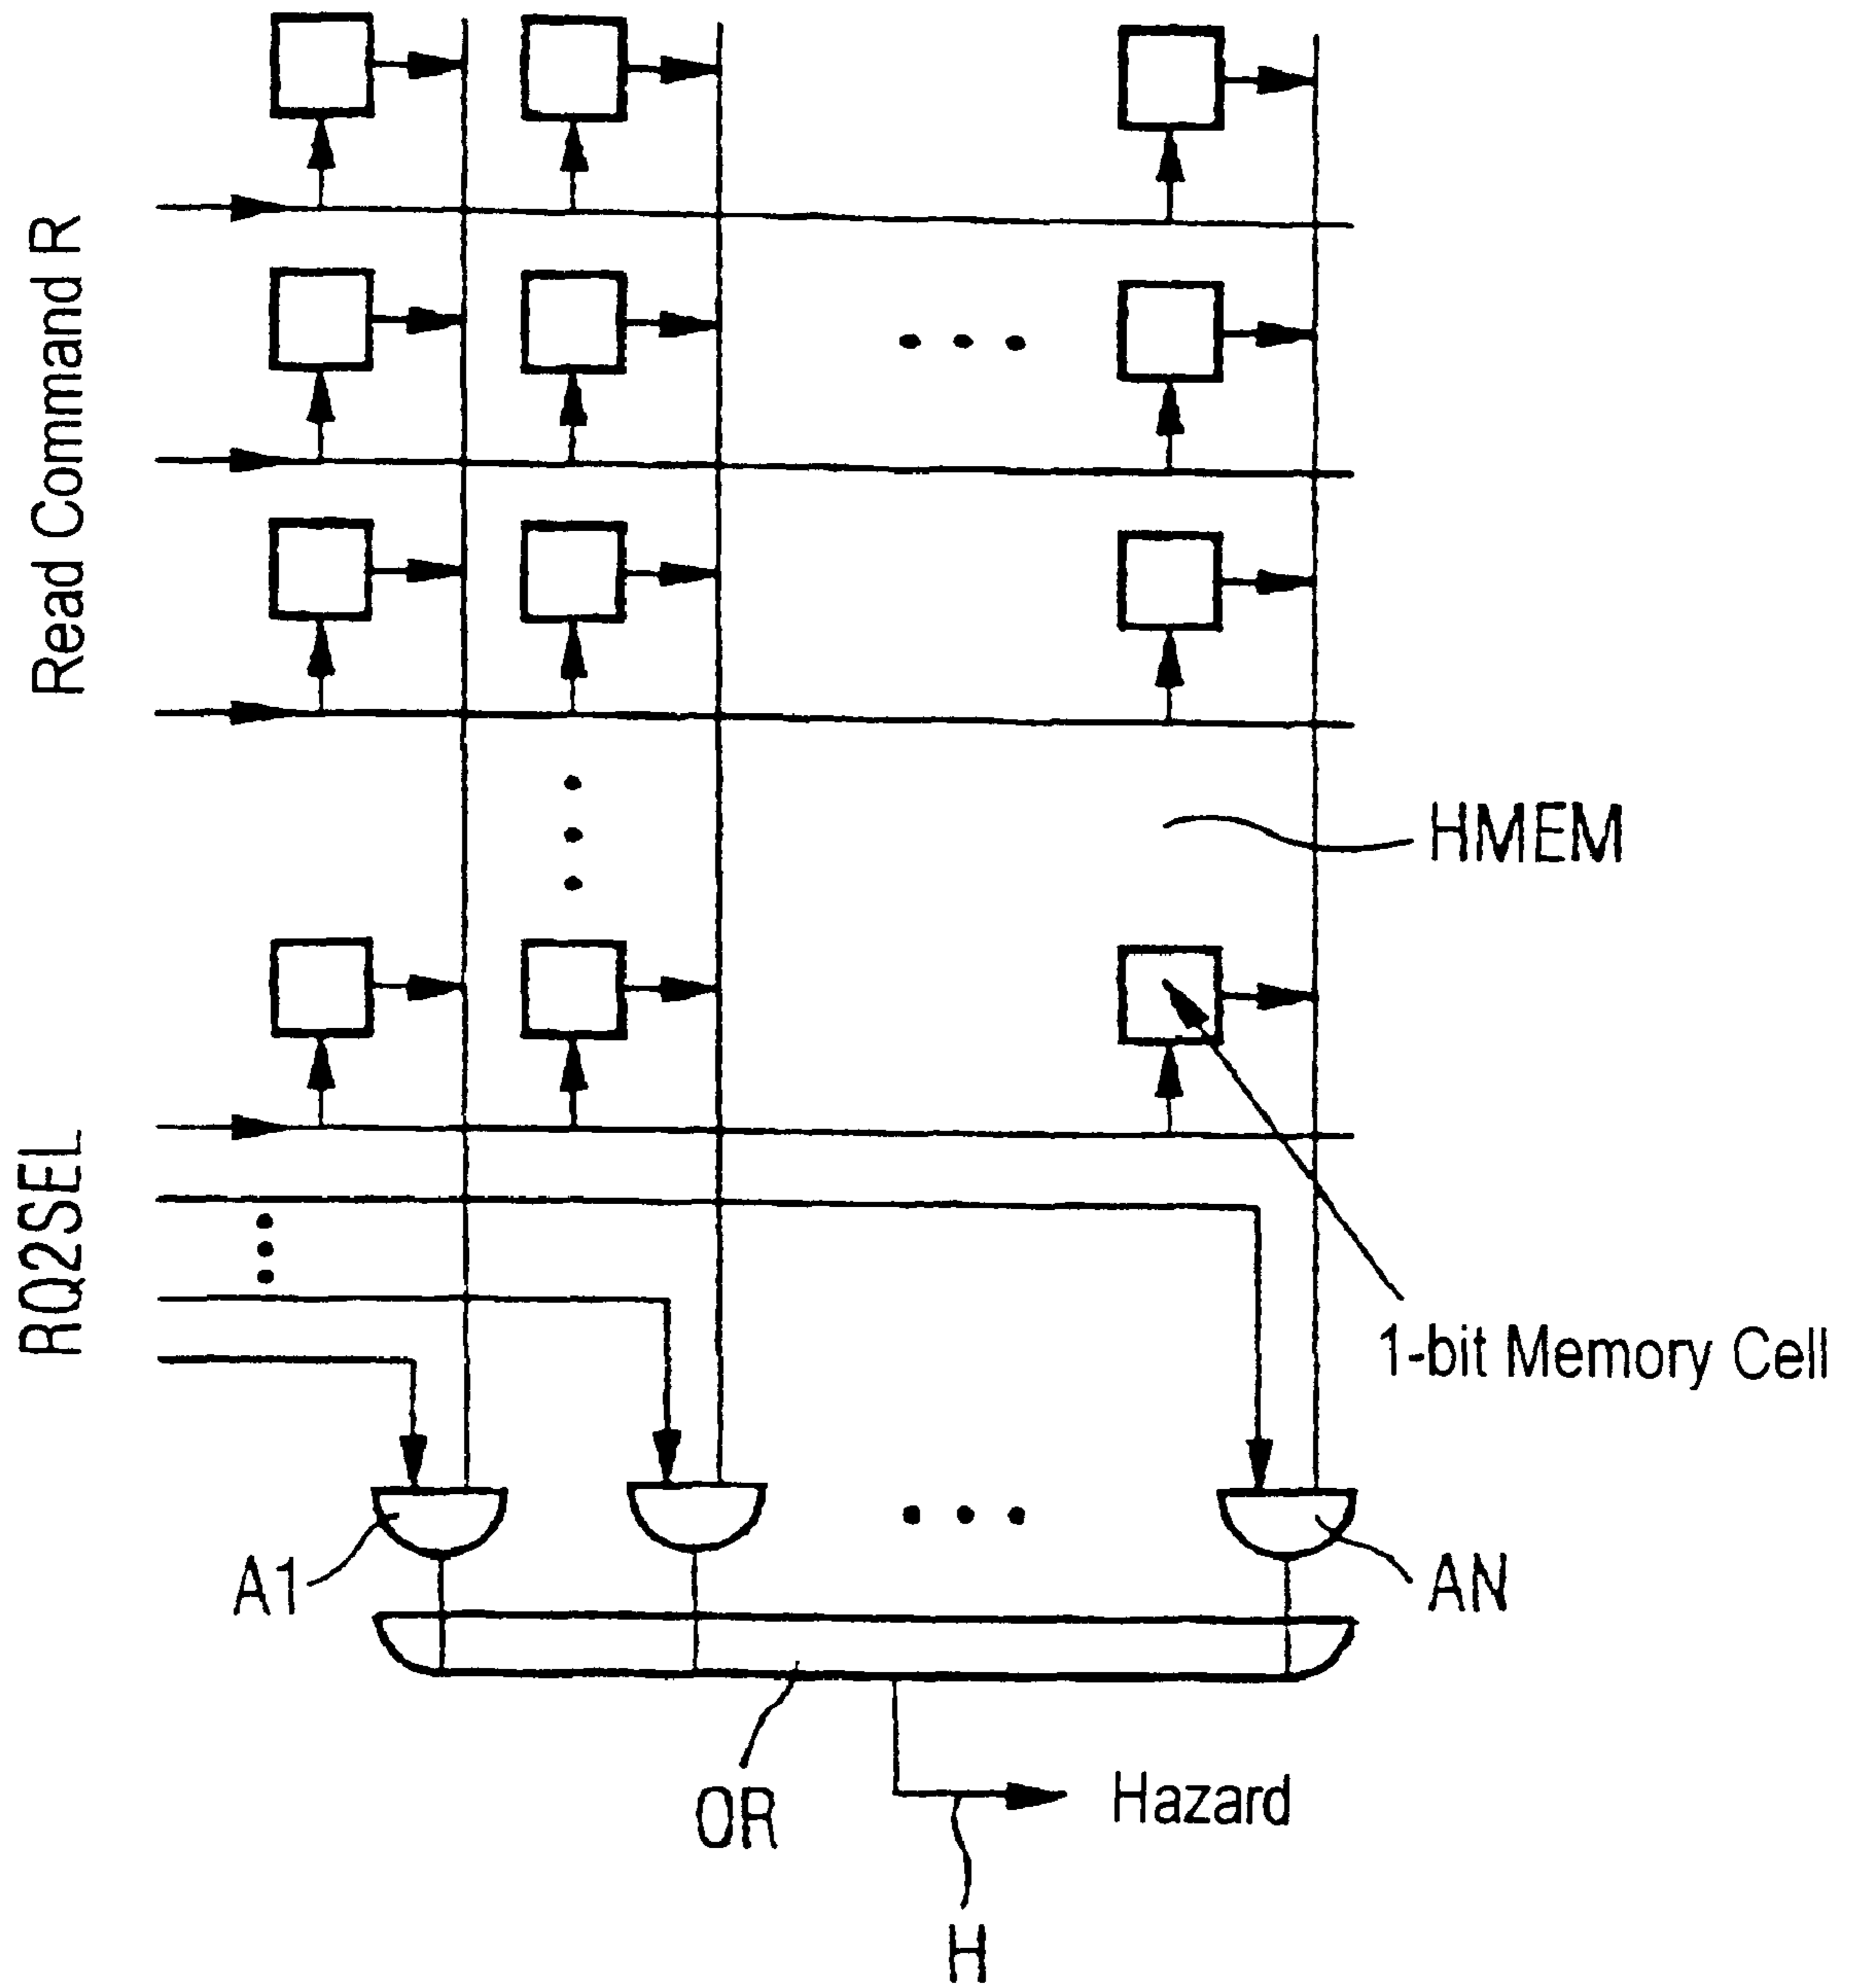 Read Command R
HMEM
RQ2SEL
1-bit Memory Cell
A1
AN
OR
Hazard
H